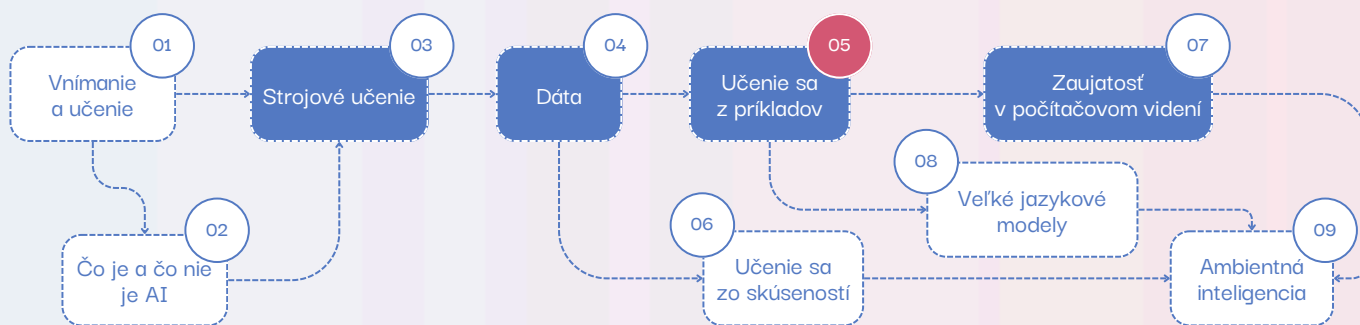 01
Vnímanie
a učenie
02
Čo je a čo nie
je AI
03
Strojové učenie
04
Dáta
05
Učenie sa
z príkladov
06
Učenie sa
zo skúseností
07
Zaujatosť
v počítačovom videní
08
Veľké jazykové
modely
09
Ambientná
inteligencia